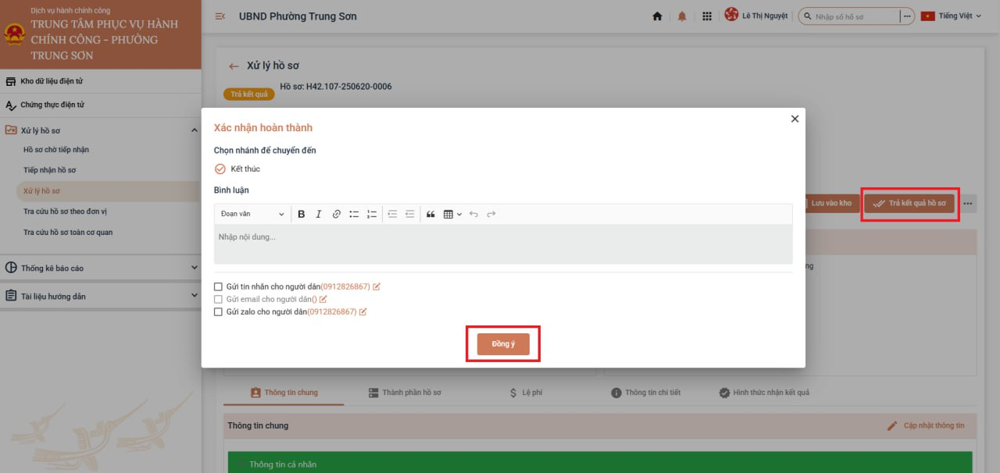 Dịch vụ hành chính công
TRUNG TÂM PHỤC VỤ HÀNH
CHÍNH CÔNG - PHƯỜNG
TRUNG SƠN
UBND Phường Trung Sơn
Lê Thị Nguyệt
Nhập số hồ sơ
Tiếng Việt
Kho dữ liệu điện tử
Chứng thực điện tử
Xử lý hồ sơ
Hồ sơ chờ tiếp nhận
Tiếp nhận hồ sơ
Xử lý hồ sơ
Tra cứu hồ sơ theo đơn vị
Tra cứu hồ sơ toàn cơ quan
Thống kê báo cáo
Tài liệu hướng dẫn
Xử lý hồ sơ
Trả kết quả
Hồ sơ: H42.107-250620-0006
Xác nhận hoàn thành
Chọn nhánh để chuyển đến
Kết thúc
Bình luận
Đoạn văn
Nhập nội dung...
Gửi tin nhắn cho người dân(0912826867)
Gửi email cho người dân()
Gửi zalo cho người dân(0912826867)
Đồng ý
Lưu vào kho
Trả kết quả hồ sơ
ng
Thông tin chung
Thành phần hồ sơ
Lệ phí
Thông tin chi tiết
Hình thức nhận kết quả
Thông tin chung
Cập nhật thông tin
Thông tin cá nhân